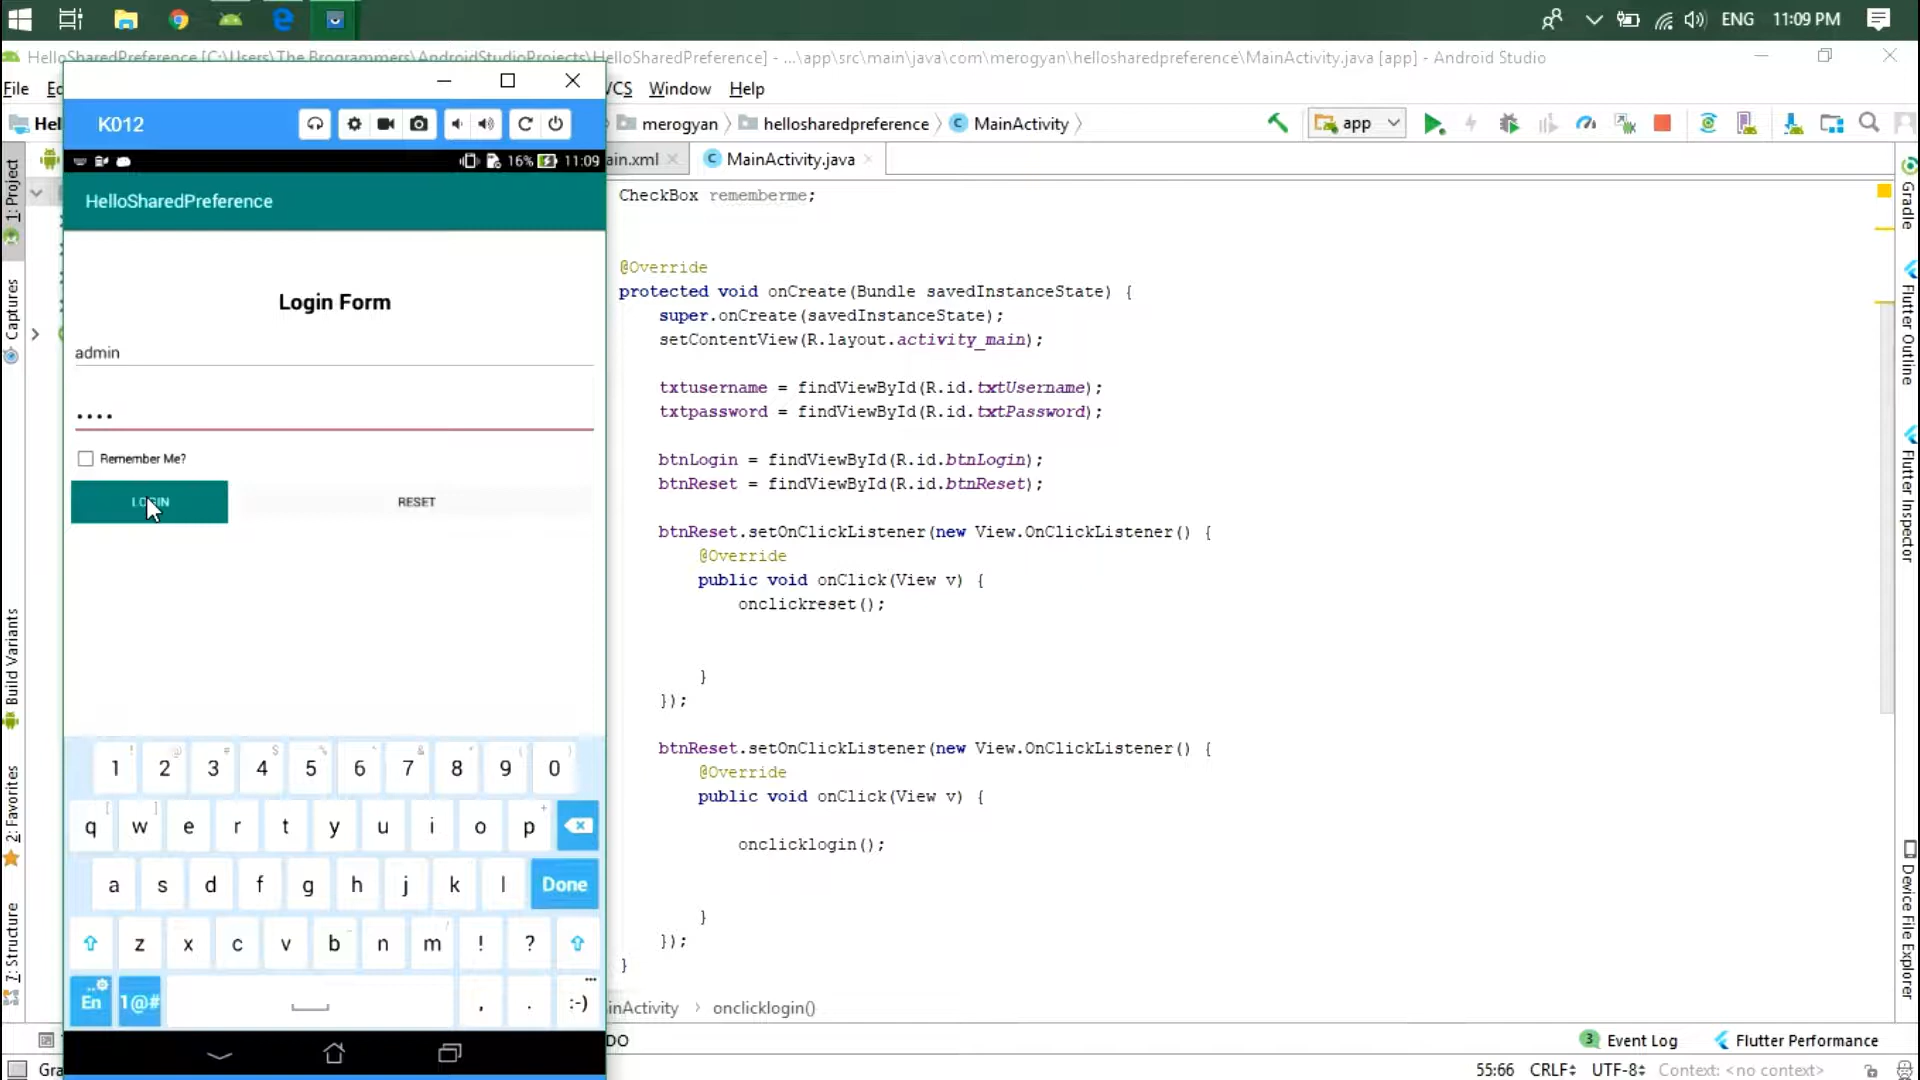 ENG 11:09 PM
HelloSharedPreference [C:\Users\The Brogrammers\AndroidStudioProjects\HelloSharedPreference] - ...\app\src\main\java\com\merogyan\hellosharedpreference\MainActivity.java [app] - Android Studio
File
VCS Window Help
Hel
merogyan hellosharedpreference MainActivity
app
K012
16% 11:09
ain.xml MainActivity.java
HelloSharedPreference
Login Form
admin
Remember Me?
LOGIN RESET
1 2 3 4 5 6 7 8 9 0
q w e r t y u i o p
a s d f g h j k l Done
z x c v b n m ! ?
En 1@# , . :-)
CheckBox rememberme;
@Override
protected void onCreate(Bundle savedInstanceState) {
super.onCreate(savedInstanceState);
setContentView(R.layout.activity_main);
txtusername = findViewById(R.id.txtUsername);
txtpassword = findViewById(R.id.txtPassword);
btnLogin = findViewById(R.id.btnLogin);
btnReset = findViewById(R.id.btnReset);
btnReset.setOnClickListener(new View.OnClickListener() {
@Override
public void onClick(View v) {
onclickreset();
}
});
btnReset.setOnClickListener(new View.OnClickListener() {
@Override
public void onClick(View v) {
onclicklogin();
}
});
}
inActivity onclicklogin()
1: Project
Captures
Build Variants
2: Favorites
7: Structure
Gradle
Flutter Outline
Flutter Inspector
Device File Explorer
DO
3 Event Log Flutter Performance
Gra
55:66 CRLF UTF-8 Context: <no context>